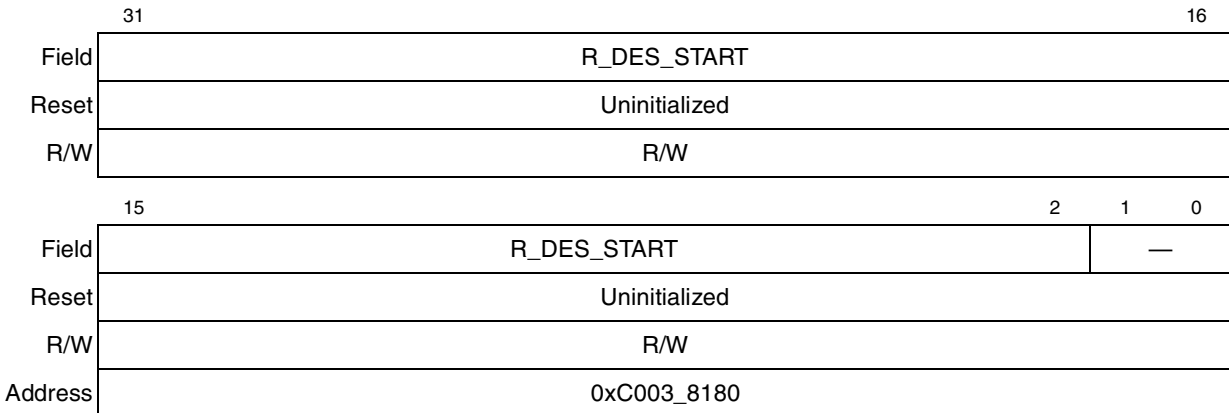 31 16
Field R_DES_START
Reset Uninitialized
R/W R/W
15 2 1 0
Field R_DES_START —
Reset Uninitialized
R/W R/W
Address 0xC003_8180